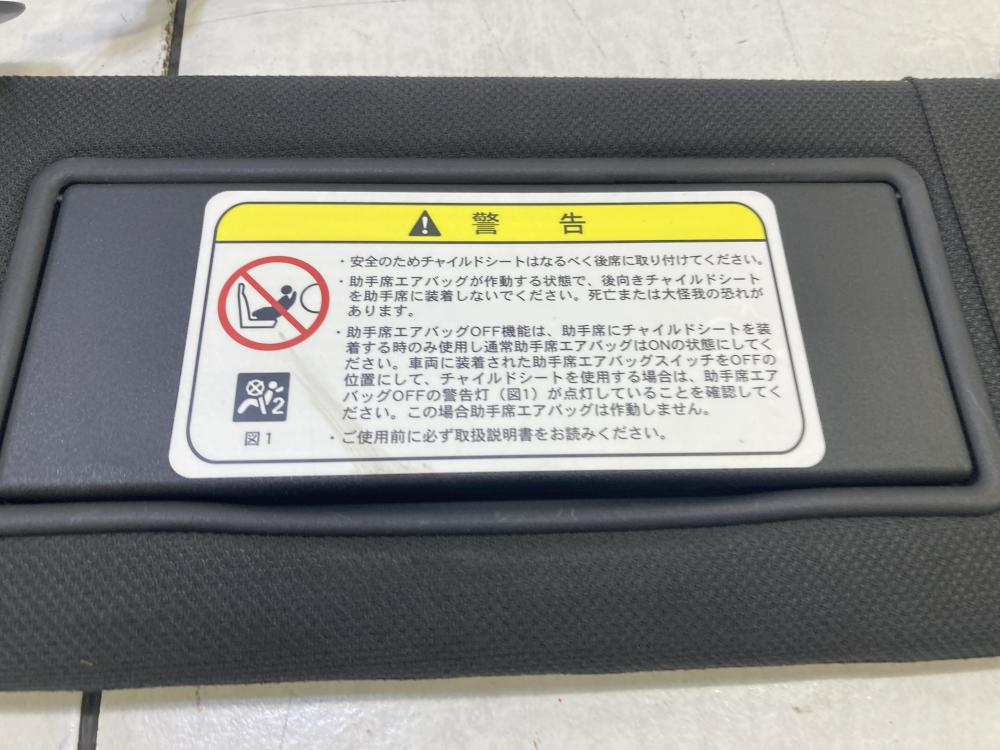 警 告
・安全のためチャイルドシートはなるべく後席に取り付けてください。
・助手席エアバッグが作動する状態で、後向きチャイルドシート
を助手席に装着しないでください。死亡または大怪我の恐れが
あります。
・助手席エアバッグOFF機能は、助手席にチャイルドシートを装
着する時のみ使用し通常助手席エアバッグはONの状態にしてく
ださい。車両に装着された助手席エアバッグスイッチをOFFの
位置にして、チャイルドシートを使用する場合は、助手席エア
バッグOFFの警告灯（図1）が点灯していることを確認してく
ださい。この場合助手席エアバッグは作動しません。
2
図1
・ご使用前に必ず取扱説明書をお読みください。